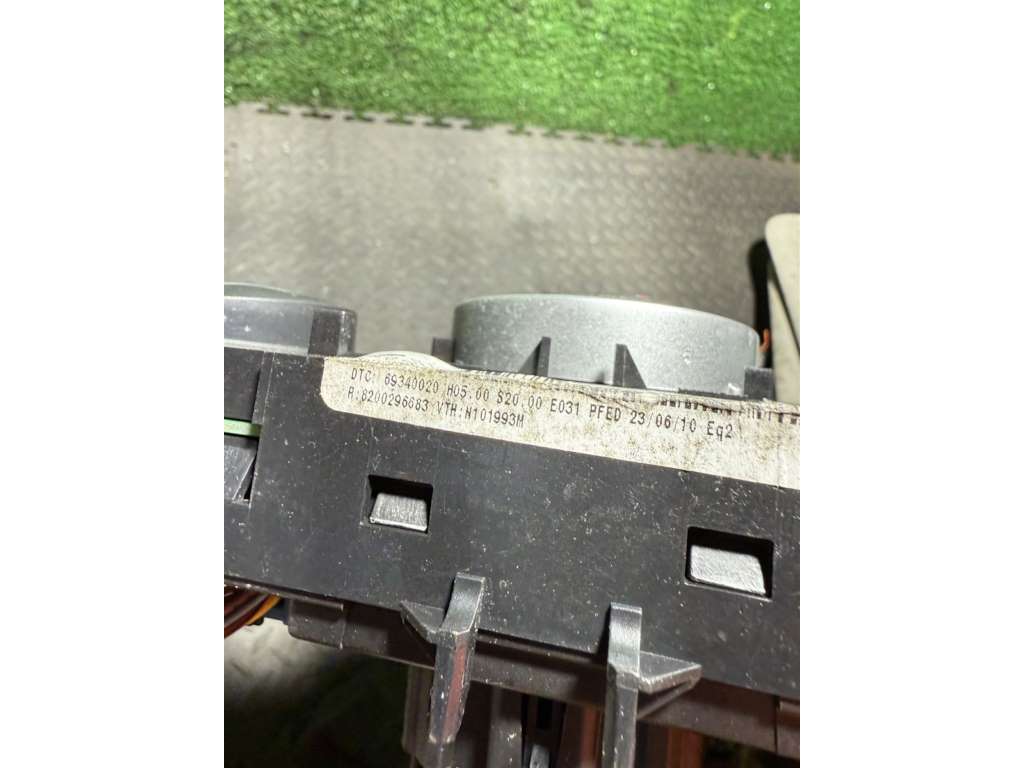 DTC: 69340020 H05.00 S20.00 E031 PFED 23/06/10 Eq2
R:8200296683 VTH:N101993M